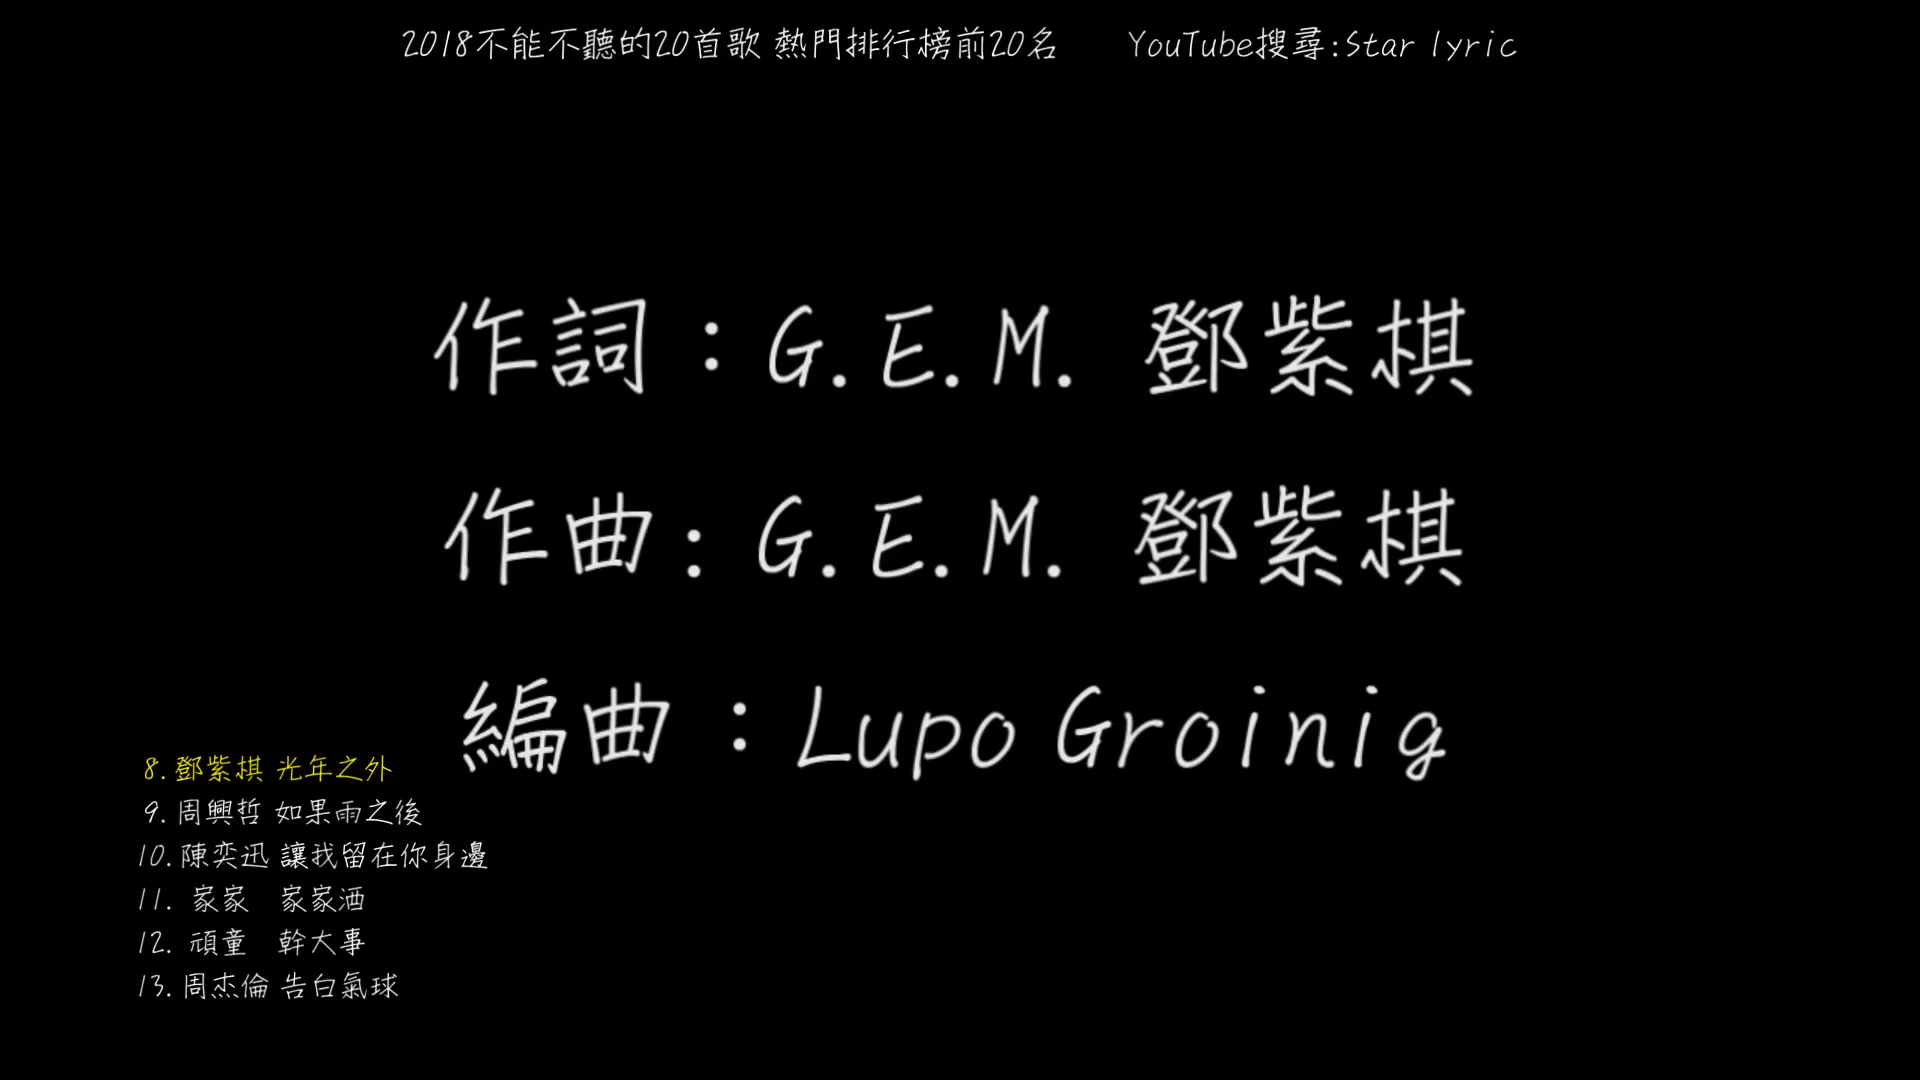 2018不能不聽的20首歌 熱門排行榜前20名 YouTube搜尋:Star lyric
作詞：G.E.M. 鄧紫棋
作曲: G.E.M. 鄧紫棋
編曲：Lupo Groinig
8. 鄧紫棋 光年之外
9. 周興哲 如果雨之後
10. 陳奕迅 讓我留在你身邊
11. 家家 家家酒
12. 頑童 幹大事
13. 周杰倫 告白氣球